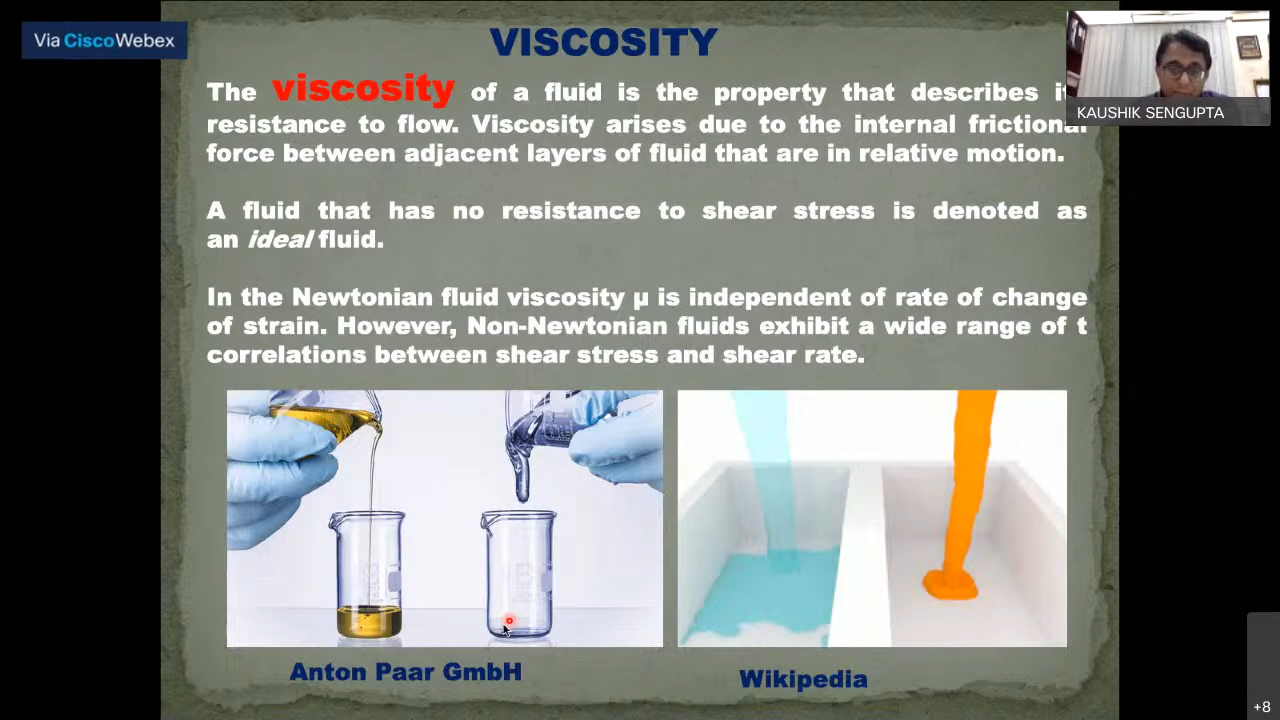 Via CiscoWebex
VISCOSITY
KAUSHIK SENGUPTA
The viscosity of a fluid is the property that describes
resistance to flow. Viscosity arises due to the internal frictional
force between adjacent layers of fluid that are in relative motion.
A fluid that has no resistance to shear stress is denoted as
an ideal fluid.
In the Newtonian fluid viscosity µ is independent of rate of change
of strain. However, Non-Newtonian fluids exhibit a wide range of t
correlations between shear stress and shear rate.
Anton Paar GmbH
Wikipedia
+8